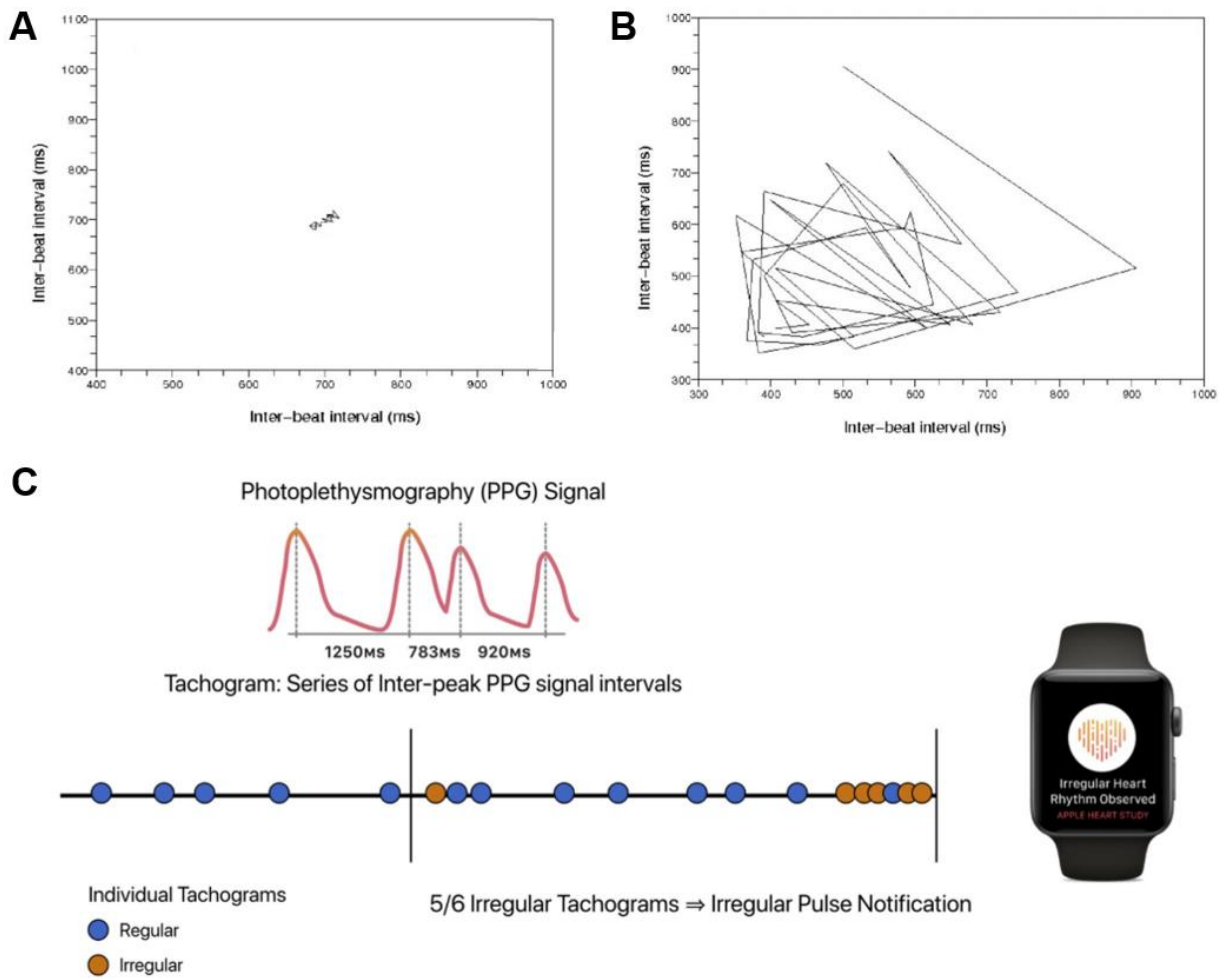 A
1100
1000
900
800
700
600
500
400
Inter-beat interval (ms)
400 500 600 700 800 900 1000
Inter-beat interval (ms)
B
1000
900
800
700
600
500
400
300
Inter-beat interval (ms)
300 400 500 600 700 800 900 1000
Inter-beat interval (ms)
C
Photoplethysmography (PPG) Signal
1250MS 783MS 920MS
Tachogram: Series of Inter-peak PPG signal intervals
Irregular Heart
Rhythm Observed
APPLE HEART STUDY
Individual Tachograms
Regular
Irregular
5/6 Irregular Tachograms ⇒ Irregular Pulse Notification